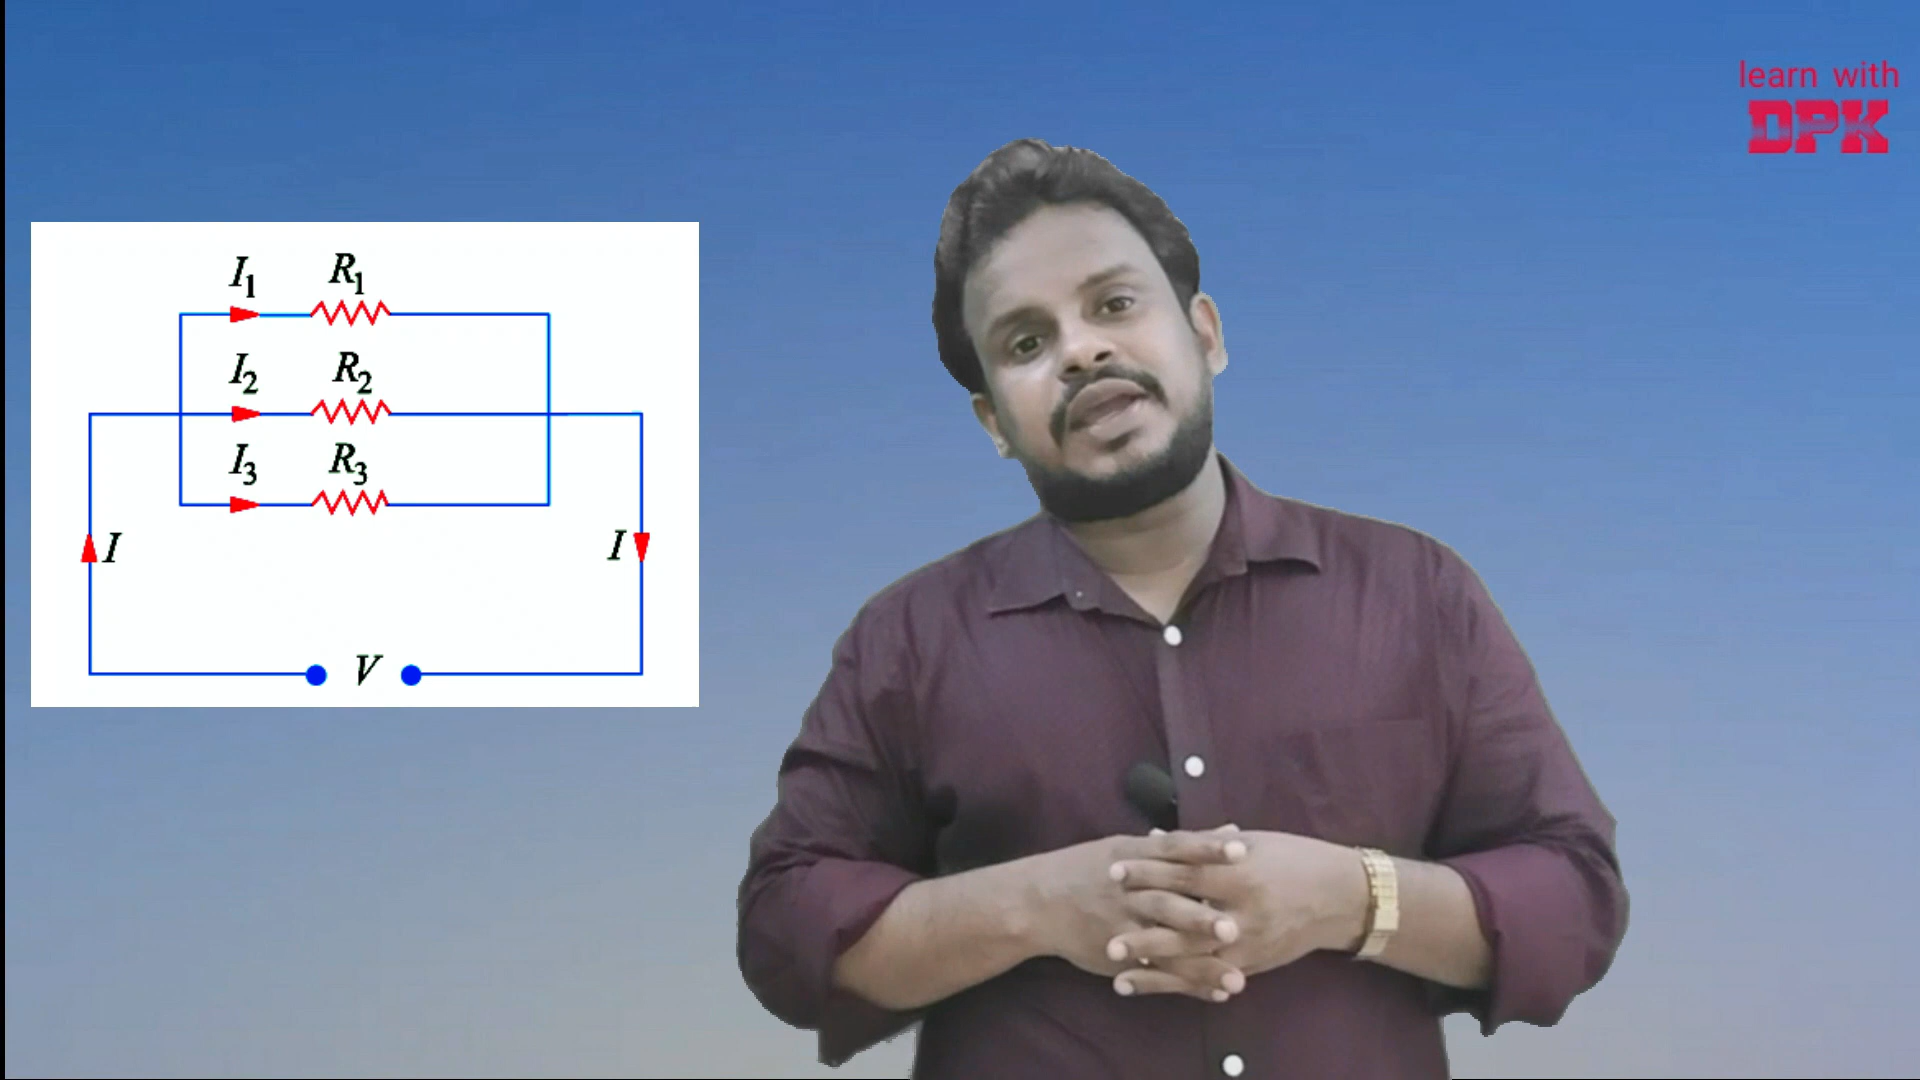 learn with
DPK
I₁ R₁
I₂ R₂
I₃ R₃
I I
V